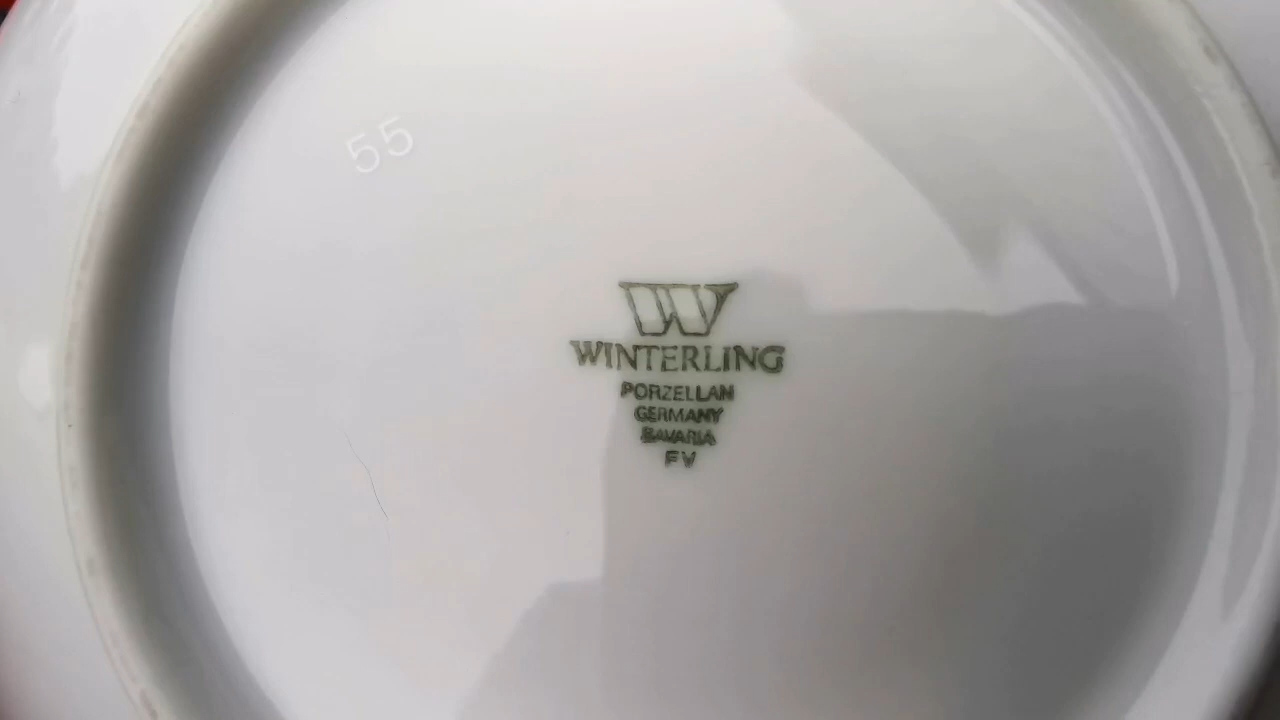 55
W
WINTERLING
PORZELLAN
GERMANY
BAVARIA
FV